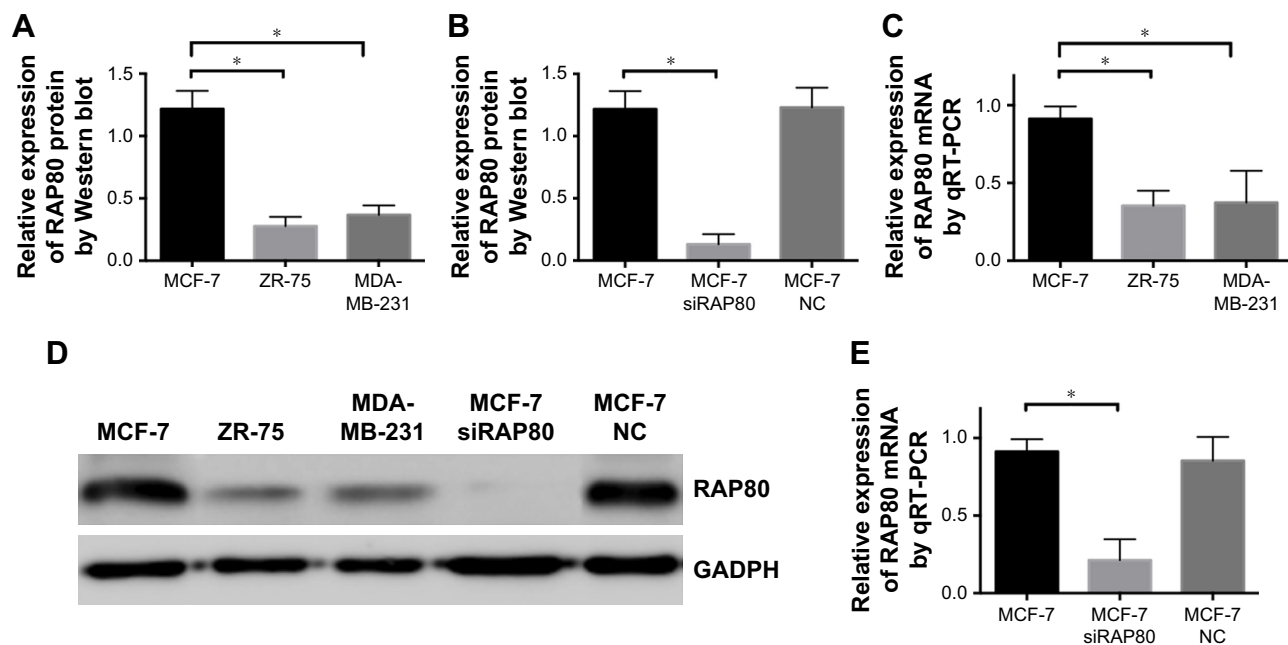 A
Relative expression
of RAP80 protein
by Western blot
1.5
1.0
0.5
0.0
*
*
MCF-7
ZR-75
MDA-
MB-231
B
Relative expression
of RAP80 protein
by Western blot
1.5
1.0
0.5
0.0
*
MCF-7
MCF-7
siRAP80
MCF-7
NC
C
Relative expression
of RAP80 mRNA
by qRT-PCR
1.0
0.5
0.0
*
*
MCF-7
ZR-75
MDA-
MB-231
D
MCF-7
ZR-75
MDA-
MB-231
MCF-7
siRAP80
MCF-7
NC
RAP80
GADPH
E
Relative expression
of RAP80 mRNA
by qRT-PCR
1.0
0.5
0.0
*
MCF-7
MCF-7
siRAP80
MCF-7
NC